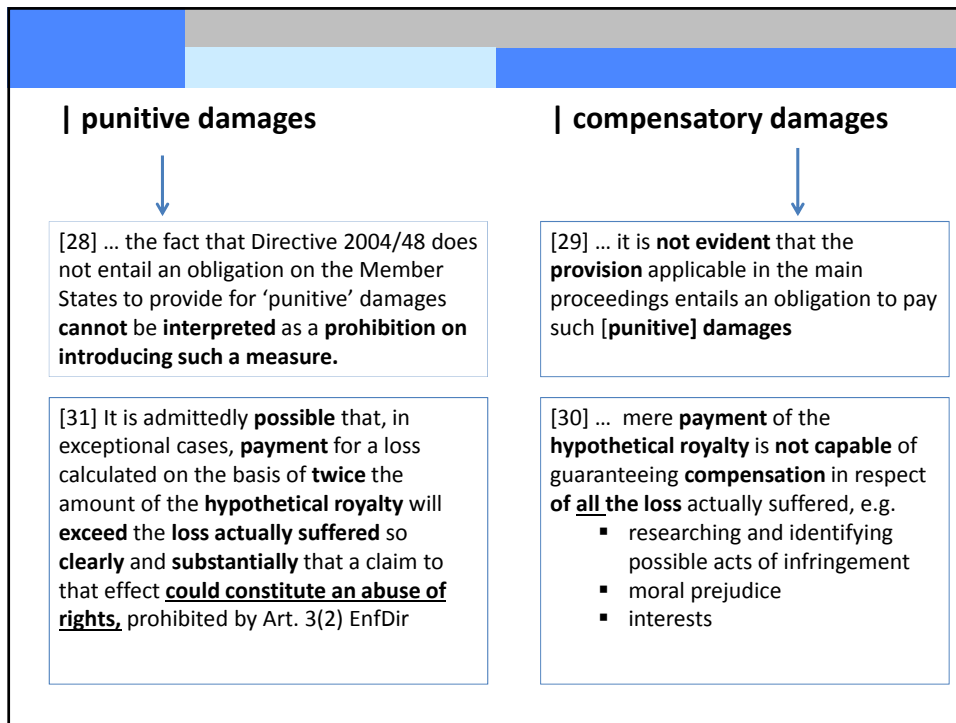 | punitive damages
[28] … the fact that Directive 2004/48 does
not entail an obligation on the Member
States to provide for ‘punitive’ damages
cannot be interpreted as a prohibition on
introducing such a measure.
[31] It is admittedly possible that, in
exceptional cases, payment for a loss
calculated on the basis of twice the
amount of the hypothetical royalty will
exceed the loss actually suffered so
clearly and substantially that a claim to
that effect could constitute an abuse of
rights, prohibited by Art. 3(2) EnfDir
| compensatory damages
[29] … it is not evident that the
provision applicable in the main
proceedings entails an obligation to pay
such [punitive] damages
[30] … mere payment of the
hypothetical royalty is not capable of
guaranteeing compensation in respect
of all the loss actually suffered, e.g.
▪ researching and identifying
possible acts of infringement
▪ moral prejudice
▪ interests